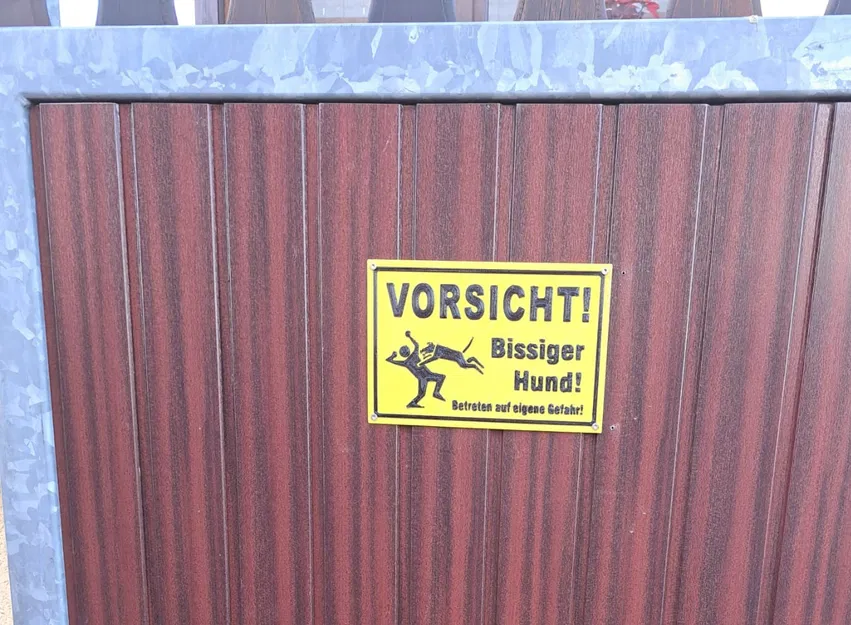 VORSICHT!
Bissiger
Hund!
Betreten auf eigene Gefahr!